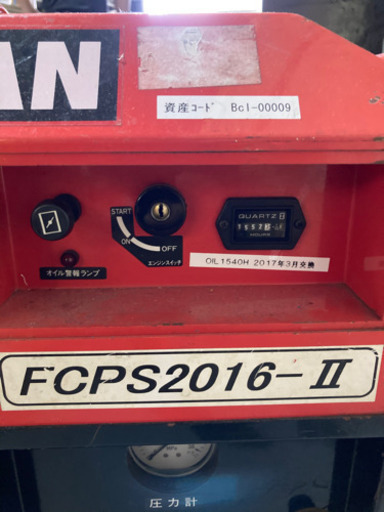 AN
資産ｺｰﾄﾞ Bcl-00009
START
ON
OFF
エンジンスイッチ
QUARTZ
HOURS
オイル警報ランプ
OIL1540H 2017年3月交換
FCPS2016-Ⅱ
圧力計